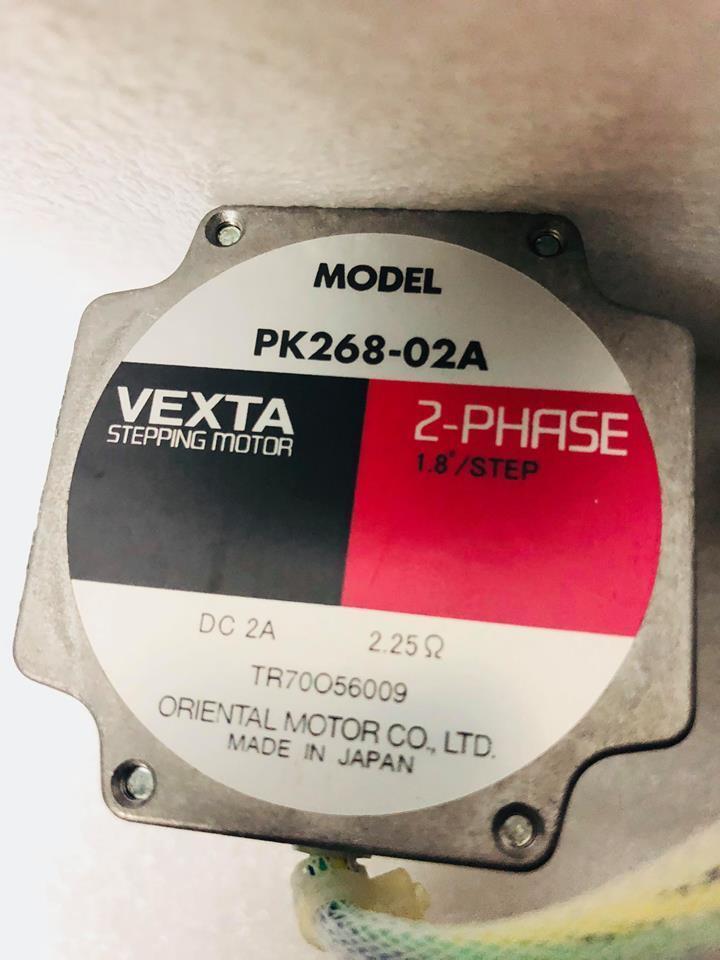 MODEL
PK268-02A
VEXTA
STEPPING MOTOR
2-PHASE
1.8°/STEP
DC 2A 2.25Ω
TR70O56009
ORIENTAL MOTOR CO., LTD.
MADE IN JAPAN